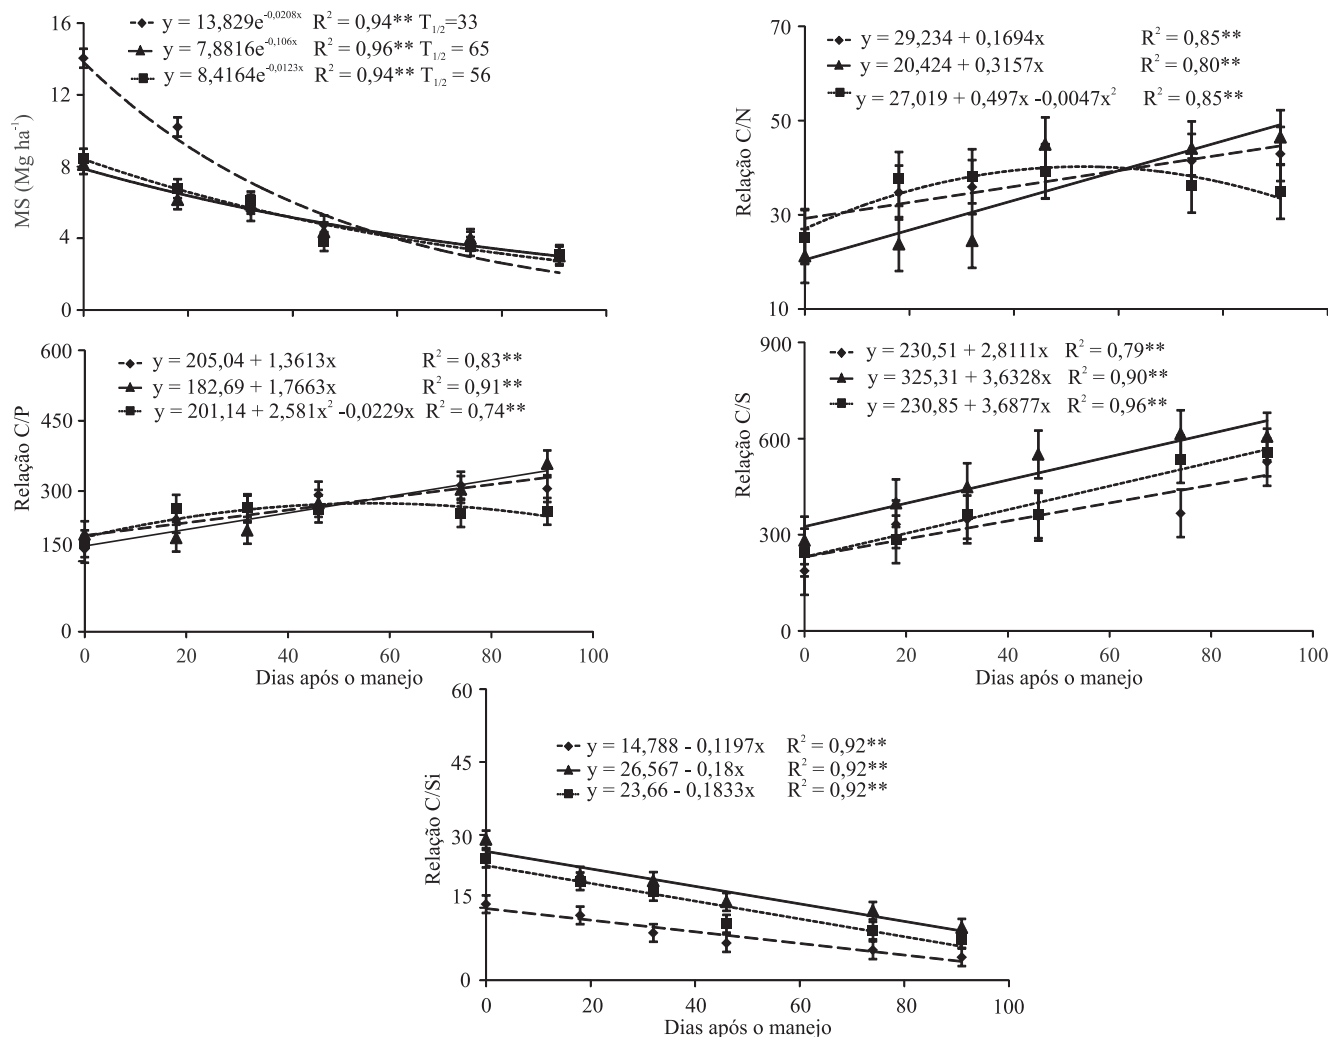 y = 13,829e^-0,0208x R² = 0,94** T1/2=33
y = 7,8816e^-0,106x R² = 0,96** T1/2 = 65
y = 8,4164e^-0,0123x R² = 0,94** T1/2 = 56
MS (Mg ha⁻¹)
16
12
8
4
0
y = 29,234 + 0,1694x R² = 0,85**
y = 20,424 + 0,3157x R² = 0,80**
y = 27,019 + 0,497x -0,0047x² R² = 0,85**
Relação C/N
70
50
30
10
y = 205,04 + 1,3613x R² = 0,83**
y = 182,69 + 1,7663x R² = 0,91**
y = 201,14 + 2,581x² -0,0229x R² = 0,74**
Relação C/P
600
450
300
150
0
0 20 40 60 80 100
Dias após o manejo
y = 230,51 + 2,8111x R² = 0,79**
y = 325,31 + 3,6328x R² = 0,90**
y = 230,85 + 3,6877x R² = 0,96**
Relação C/S
900
600
300
0
0 20 40 60 80 100
Dias após o manejo
y = 14,788 - 0,1197x R² = 0,92**
y = 26,567 - 0,18x R² = 0,92**
y = 23,66 - 0,1833x R² = 0,92**
Relação C/Si
60
45
30
15
0
0 20 40 60 80 100
Dias após o manejo